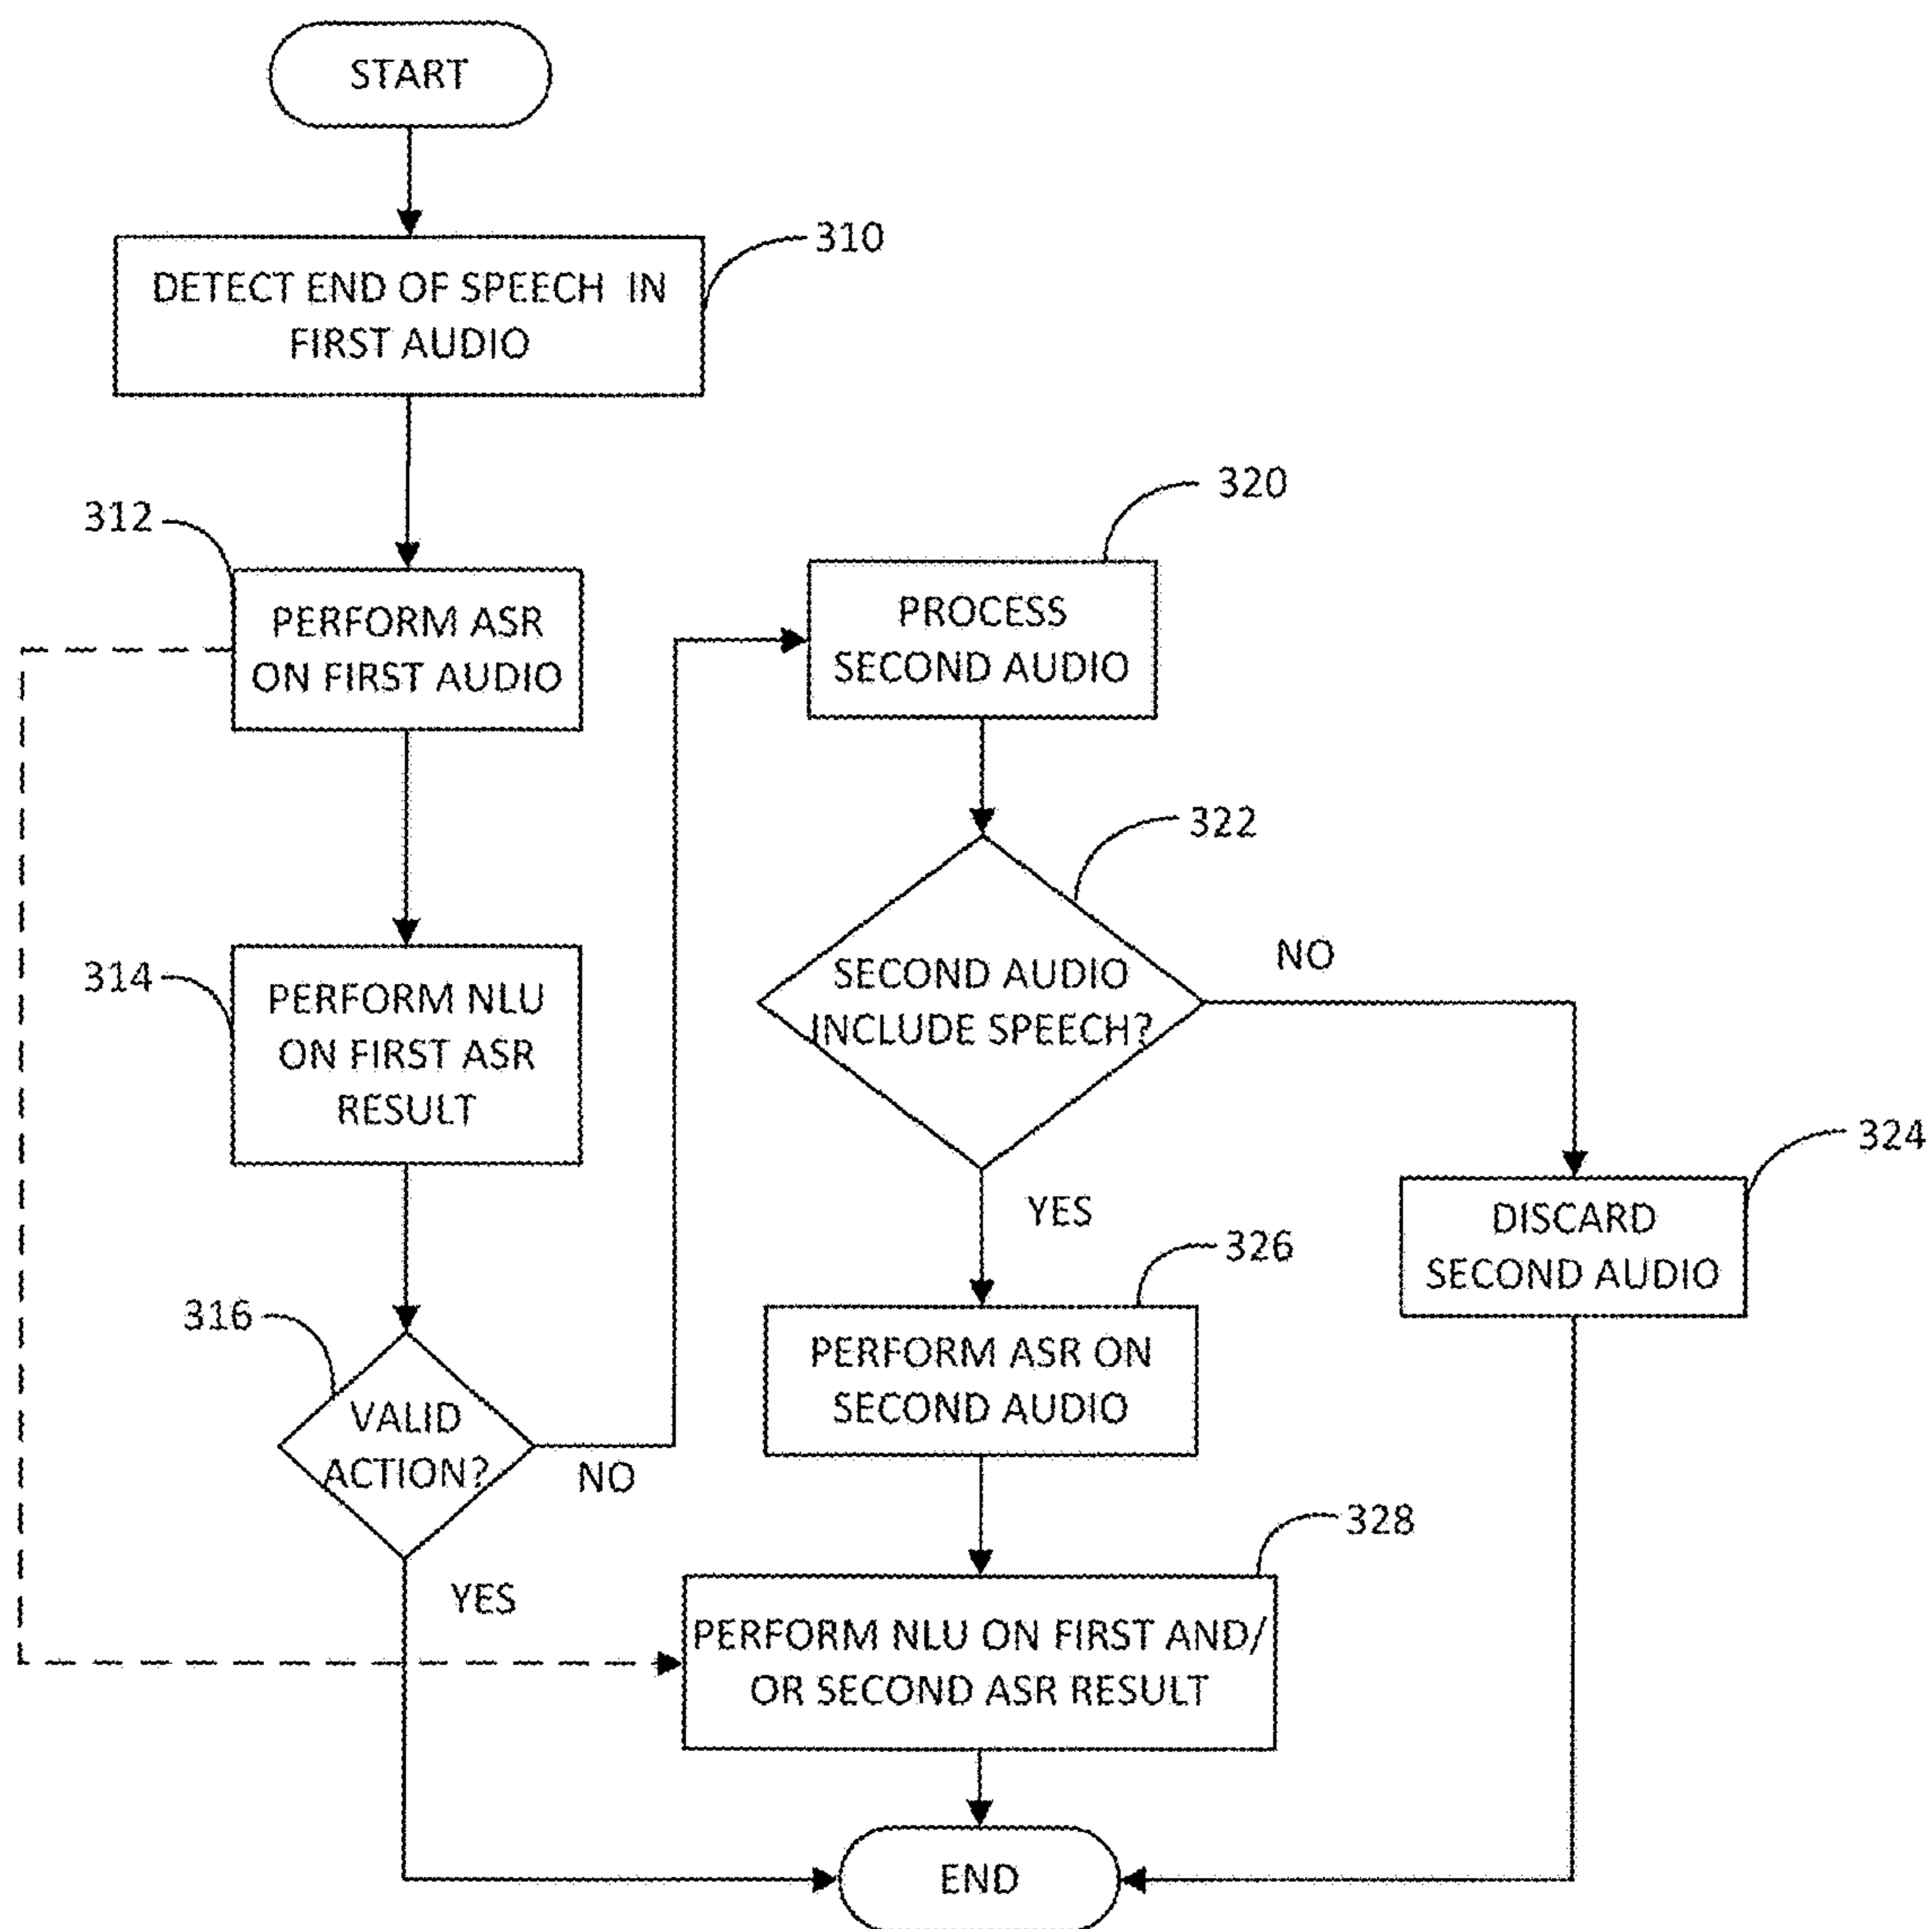 START
310
DETECT END OF SPEECH IN
FIRST AUDIO
312
PERFORM ASR
ON FIRST AUDIO
314
PERFORM NLU
ON FIRST ASR
RESULT
316
VALID
ACTION?
NO
YES
320
PROCESS
SECOND AUDIO
322
SECOND AUDIO
INCLUDE SPEECH?
NO
YES
324
DISCARD
SECOND AUDIO
326
PERFORM ASR ON
SECOND AUDIO
328
PERFORM NLU ON FIRST AND/
OR SECOND ASR RESULT
END